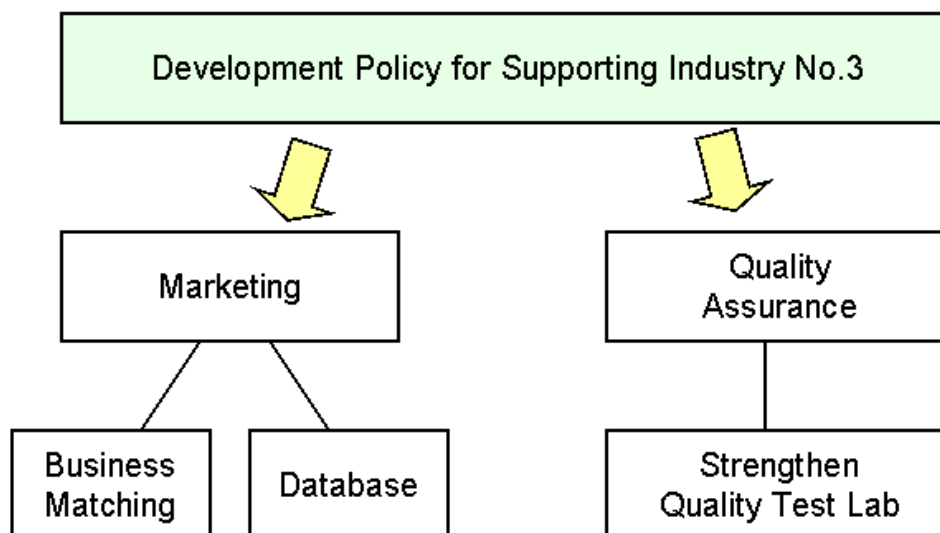 Development Policy for Supporting Industry No.3
Marketing
Quality
Assurance
Business
Matching
Database
Strengthen
Quality Test Lab